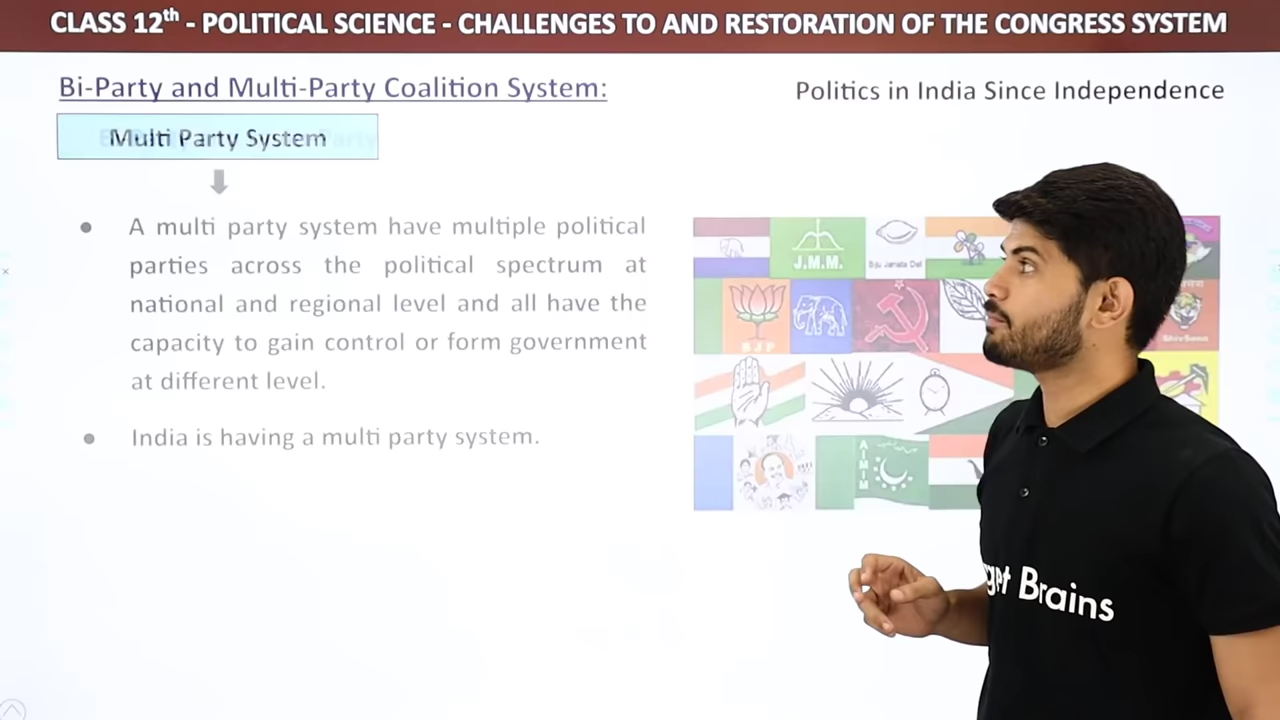 CLASS 12th - POLITICAL SCIENCE - CHALLENGES TO AND RESTORATION OF THE CONGRESS SYSTEM
Bi-Party and Multi-Party Coalition System:
Politics in India Since Independence
Multi Party System
• A multi party system have multiple political
parties across the political spectrum at
national and regional level and all have the
capacity to gain control or form government
at different level.
• India is having a multi party system.
J.M.M.
Biju Janata Dal
BJP
ShivSena
AIMIM
get Brains